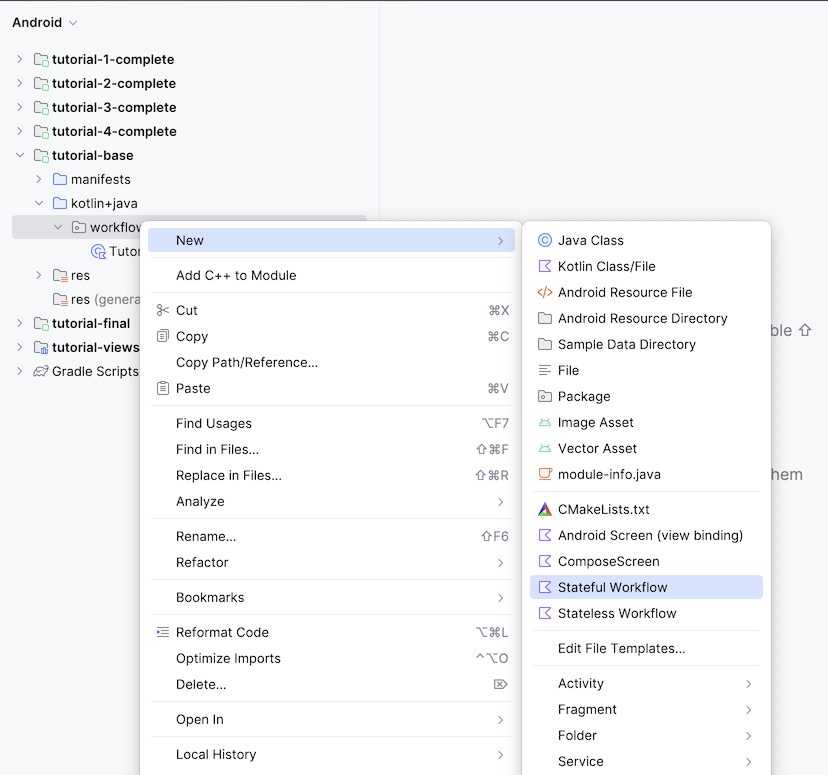 Android
tutorial-1-complete
tutorial-2-complete
tutorial-3-complete
tutorial-4-complete
tutorial-base
manifests
kotlin+java
res
res
tutorial-final
tutorial-views
Gradle Scripts
New
Add C++ to Module
Cut ⌘X
Copy ⌘C
Copy Path/Reference...
Paste ⌘V
Find Usages ⌥F7
Find in Files... ⇧⌘F
Replace in Files... ⇧⌘R
Analyze
Rename... ⇧F6
Refactor
Bookmarks
Reformat Code ⌥⌘L
Optimize Imports ^⌥O
Delete... ⌦
Open In
Local History
Java Class
Kotlin Class/File
Android Resource File
Android Resource Directory
Sample Data Directory
File
Package
Image Asset
Vector Asset
module-info.java
CMakeLists.txt
Android Screen (view binding)
ComposeScreen
Stateful Workflow
Stateless Workflow
Edit File Templates...
Activity
Fragment
Folder
Service